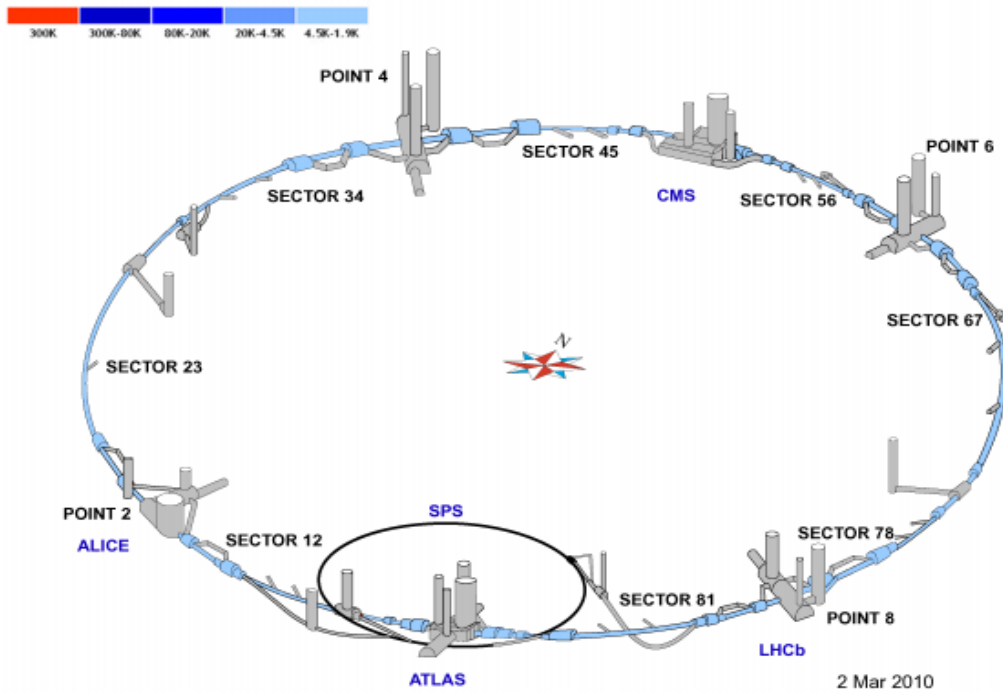 300K 300K-80K 80K-20K 20K-4.5K 4.5K-1.9K
POINT 4
SECTOR 45
POINT 6
SECTOR 34
CMS
SECTOR 56
SECTOR 67
N
SECTOR 23
POINT 2
SPS
ALICE
SECTOR 12
SECTOR 78
SECTOR 81
POINT 8
LHCb
ATLAS
2 Mar 2010